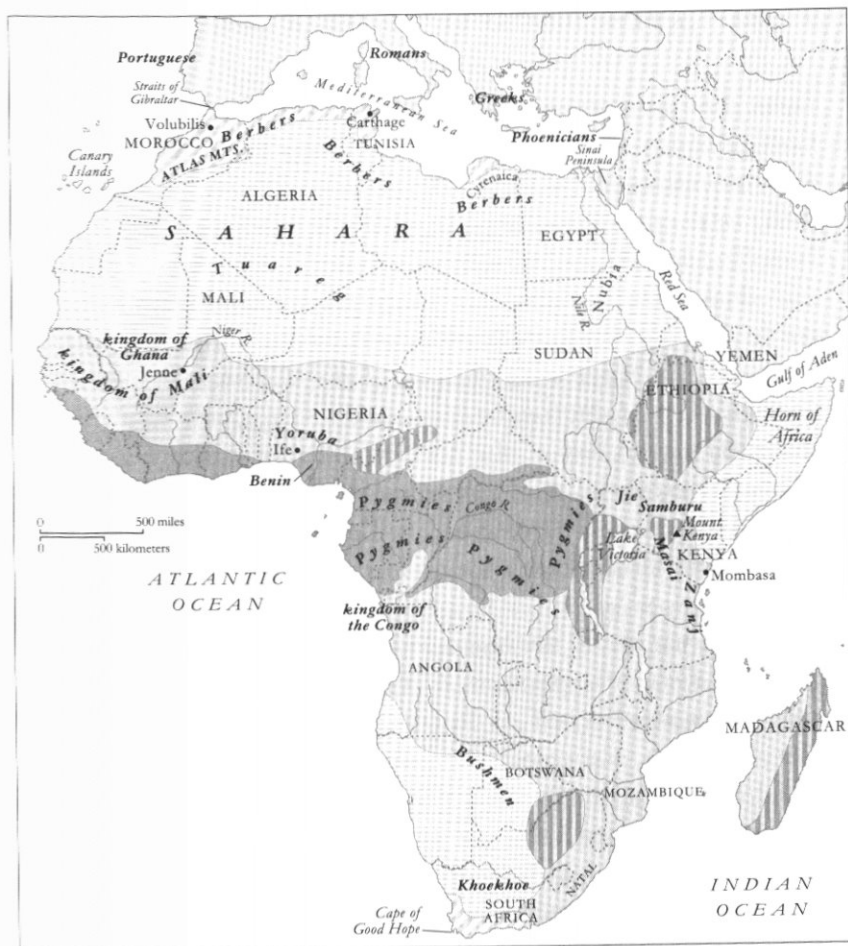 Portuguese
Romans
Straits of
Gibraltar
Mediterranean Sea
Greeks
Volubilis
Berbers
Carthage
MOROCCO
TUNISIA
Phoenicians
Sinai
Peninsula
Canary
Islands
ATLAS MTS.
Berbers
Cyrenaica
Berbers
ALGERIA
SAHARA
EGYPT
Tuareg
Nubia
Red Sea
MALI
Nile R.
kingdom of
Ghana
Niger R.
Jenne
kingdom of Mali
SUDAN
YEMEN
Gulf of Aden
ETHIOPIA
NIGERIA
Horn of
Africa
Yoruba
Ife
Benin
Pygmies
Congo R.
Pygmies
Jie
Samburu
Mount
Kenya
0 500 miles
0 500 kilometers
Pygmies
Pygmies
Lake
Victoria
Masai
KENYA
Mombasa
Zanj
ATLANTIC
OCEAN
kingdom of
the Congo
ANGOLA
MADAGASCAR
Bushmen
BOTSWANA
MOZAMBIQUE
Khoekhoe
NATAL
SOUTH
AFRICA
Cape of
Good Hope
INDIAN
OCEAN